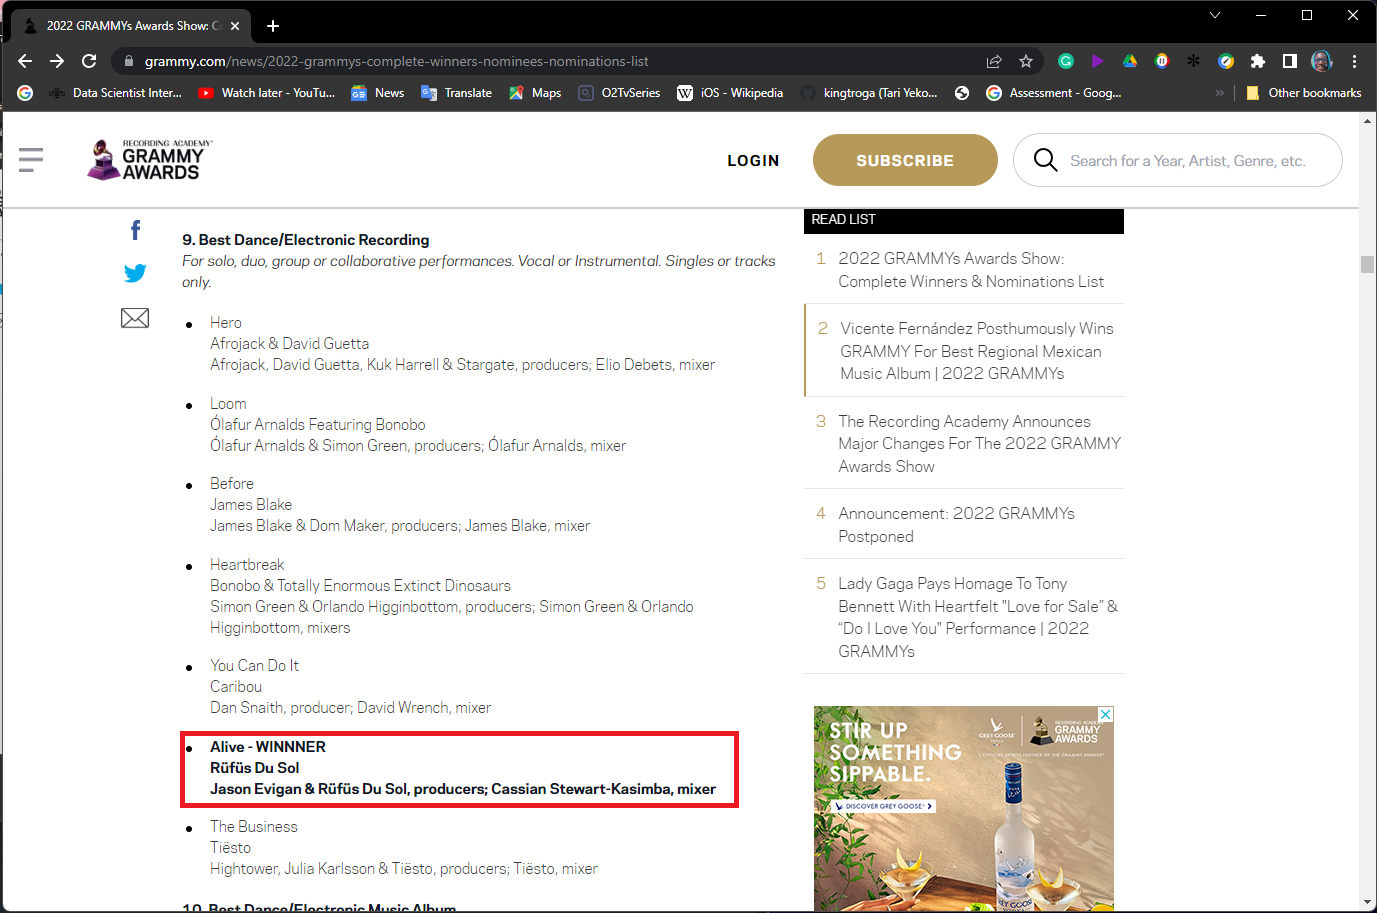 2022 GRAMMYs Awards Show: C
grammy.com/news/2022-grammys-complete-winners-nominees-nominations-list
Data Scientist Inter...
Watch later - YouTu...
News
Translate
Maps
O2TvSeries
iOS - Wikipedia
kingtroga (Tari Yeko...
Assessment - Goog...
Other bookmarks
RECORDING ACADEMY
GRAMMY
AWARDS
LOGIN
SUBSCRIBE
Search for a Year, Artist, Genre, etc.
9. Best Dance/Electronic Recording
For solo, duo, group or collaborative performances. Vocal or Instrumental. Singles or tracks
only.
Hero
Afrojack & David Guetta
Afrojack, David Guetta, Kuk Harrell & Stargate, producers; Elio Debets, mixer
Loom
Ólafur Arnalds Featuring Bonobo
Ólafur Arnalds & Simon Green, producers; Ólafur Arnalds, mixer
Before
James Blake
James Blake & Dom Maker, producers; James Blake, mixer
Heartbreak
Bonobo & Totally Enormous Extinct Dinosaurs
Simon Green & Orlando Higginbottom, producers; Simon Green & Orlando
Higginbottom, mixers
You Can Do It
Caribou
Dan Snaith, producer; David Wrench, mixer
Alive - WINNNER
Rüfüs Du Sol
Jason Evigan & Rüfüs Du Sol, producers; Cassian Stewart-Kasimba, mixer
The Business
Tiësto
Hightower, Julia Karlsson & Tiësto, producers; Tiësto, mixer
10. Best Dance/Electronic Music Album
READ LIST
1 2022 GRAMMYs Awards Show:
Complete Winners & Nominations List
2 Vicente Fernández Posthumously Wins
GRAMMY For Best Regional Mexican
Music Album | 2022 GRAMMYs
3 The Recording Academy Announces
Major Changes For The 2022 GRAMMY
Awards Show
4 Announcement: 2022 GRAMMYs
Postponed
5 Lady Gaga Pays Homage To Tony
Bennett With Heartfelt "Love for Sale" &
"Do I Love You" Performance | 2022
GRAMMYs
STIR UP
SOMETHING
SIPPABLE.
DISCOVER GREY GOOSE
GREY GOOSE
VODKA
RECORDING ACADEMY
GRAMMY
AWARDS
OFFICIAL SPIRITS PARTNER OF THE GRAMMY AWARDS
GREY GOOSE